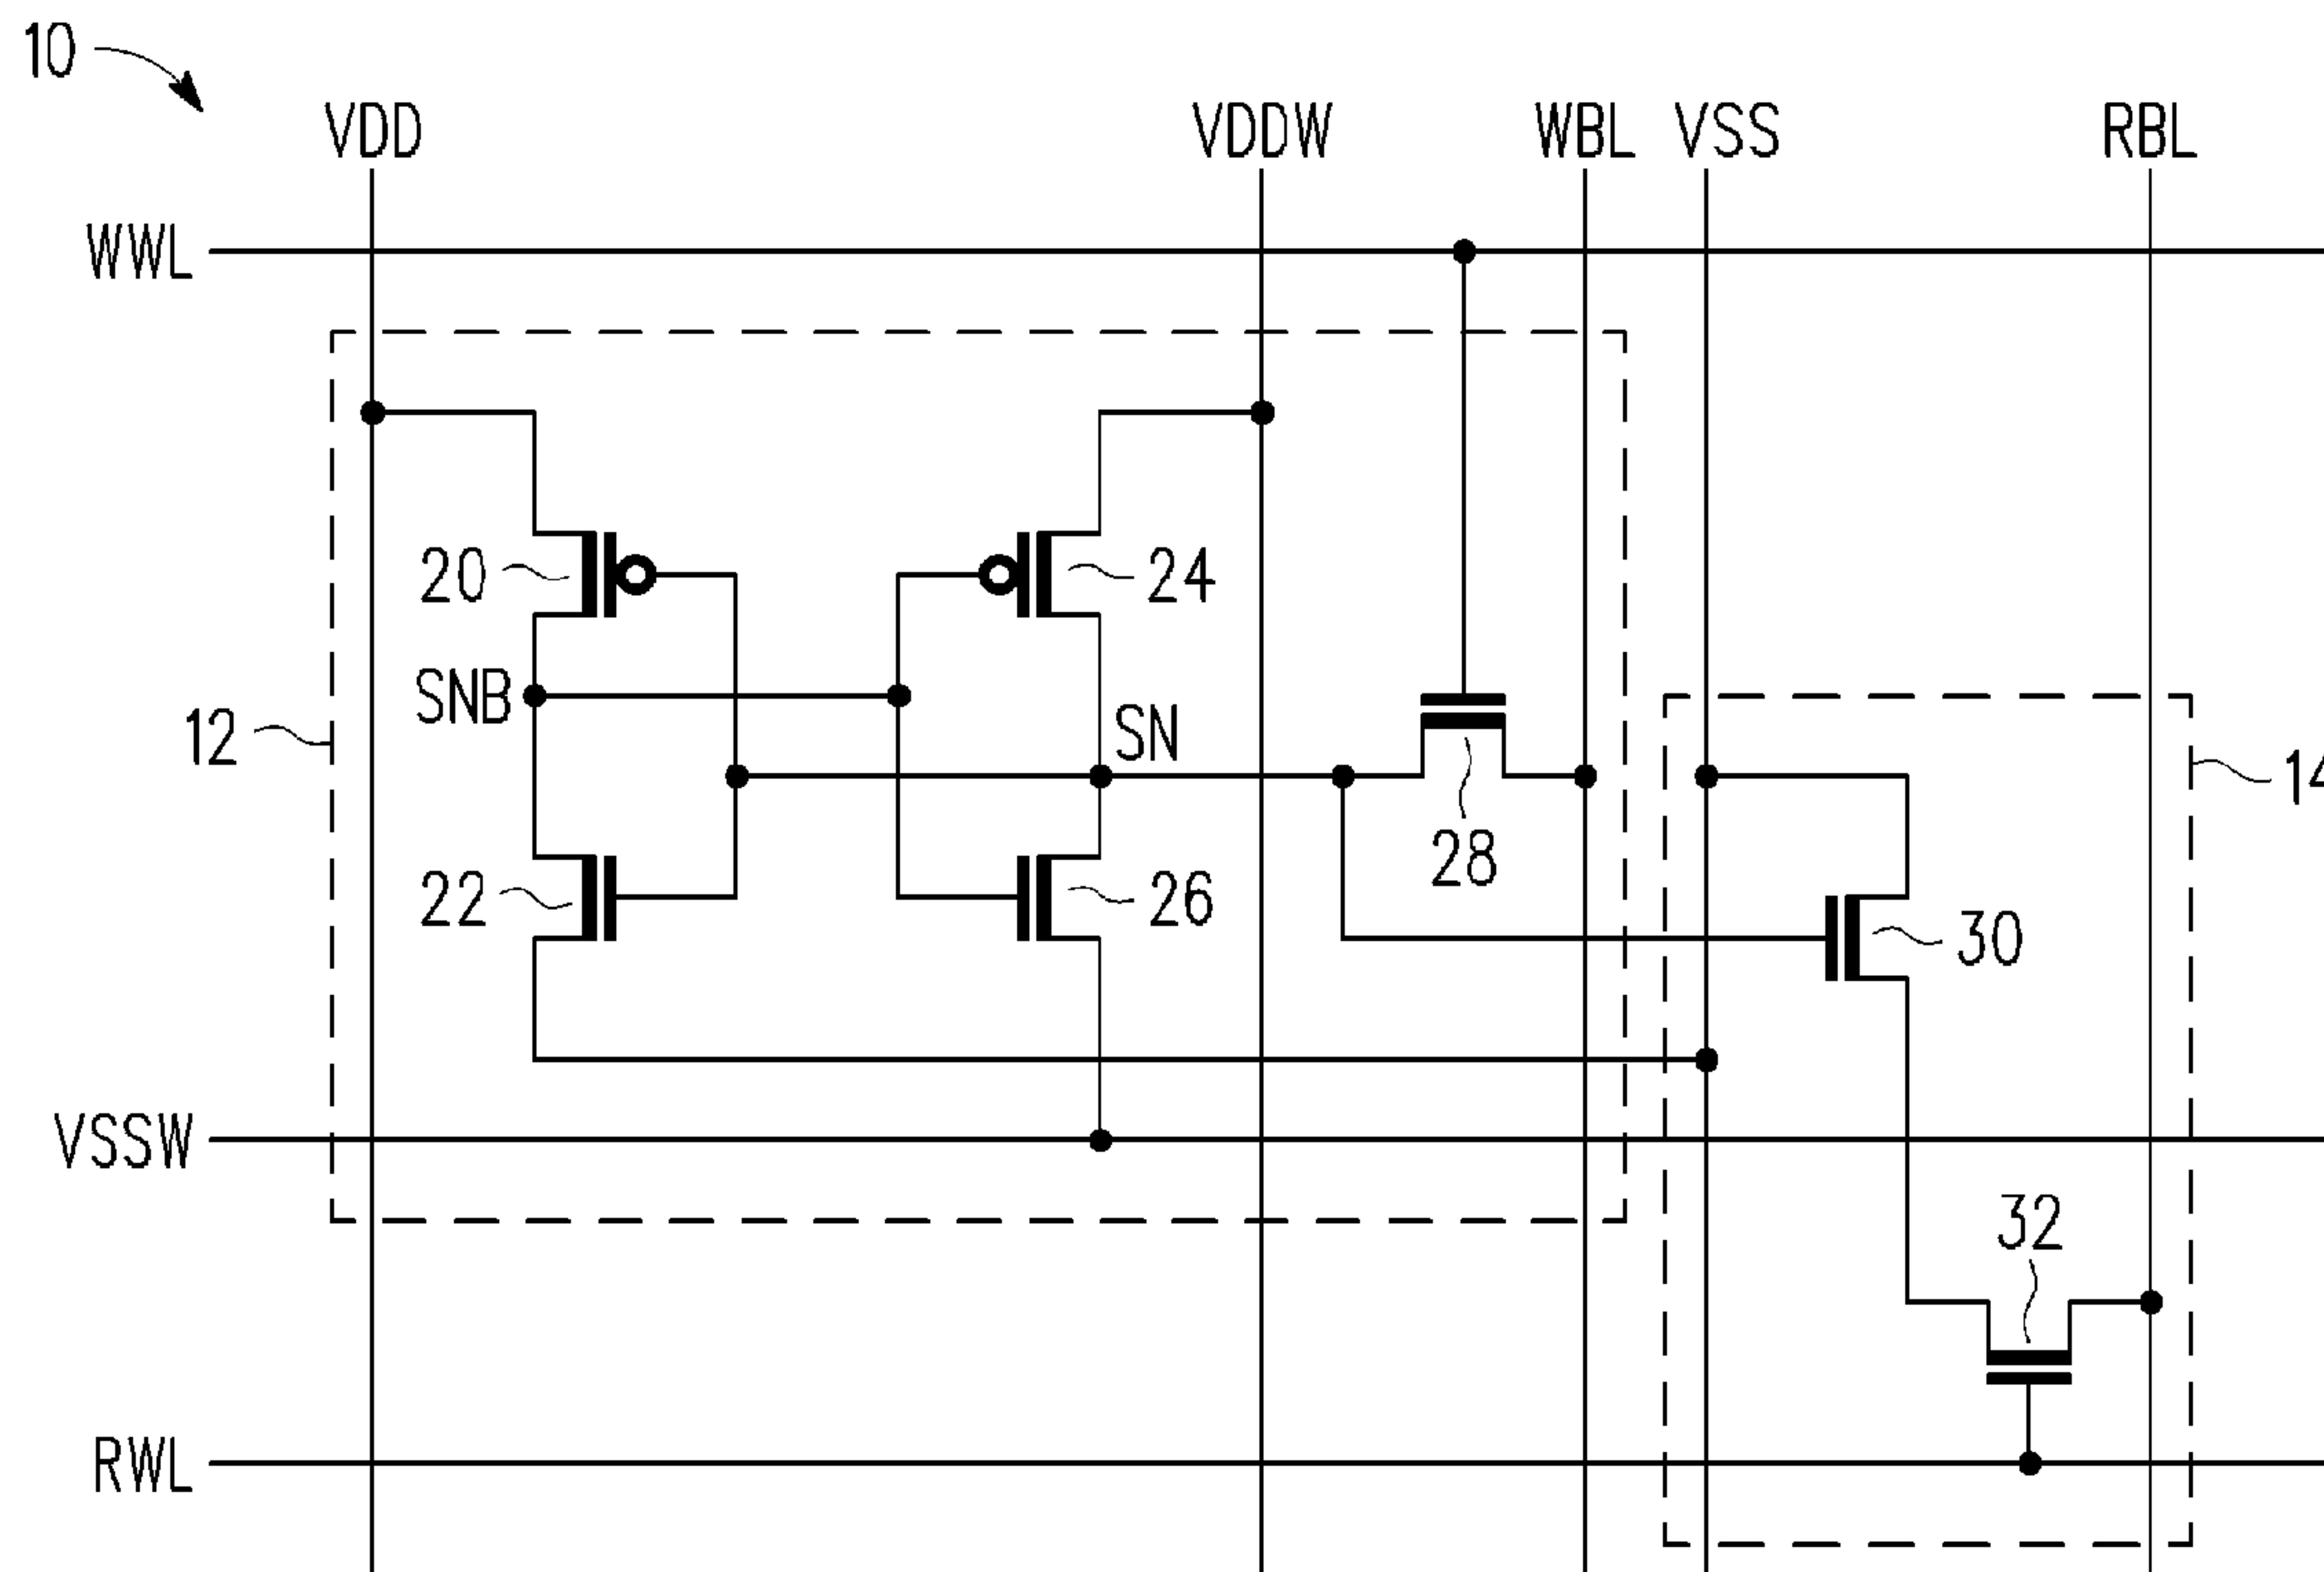 10
VDD VDDW WBL VSS RBL
WWL
20 24
SNB SN
12 14
28
22 26
30
VSSW
32
RWL